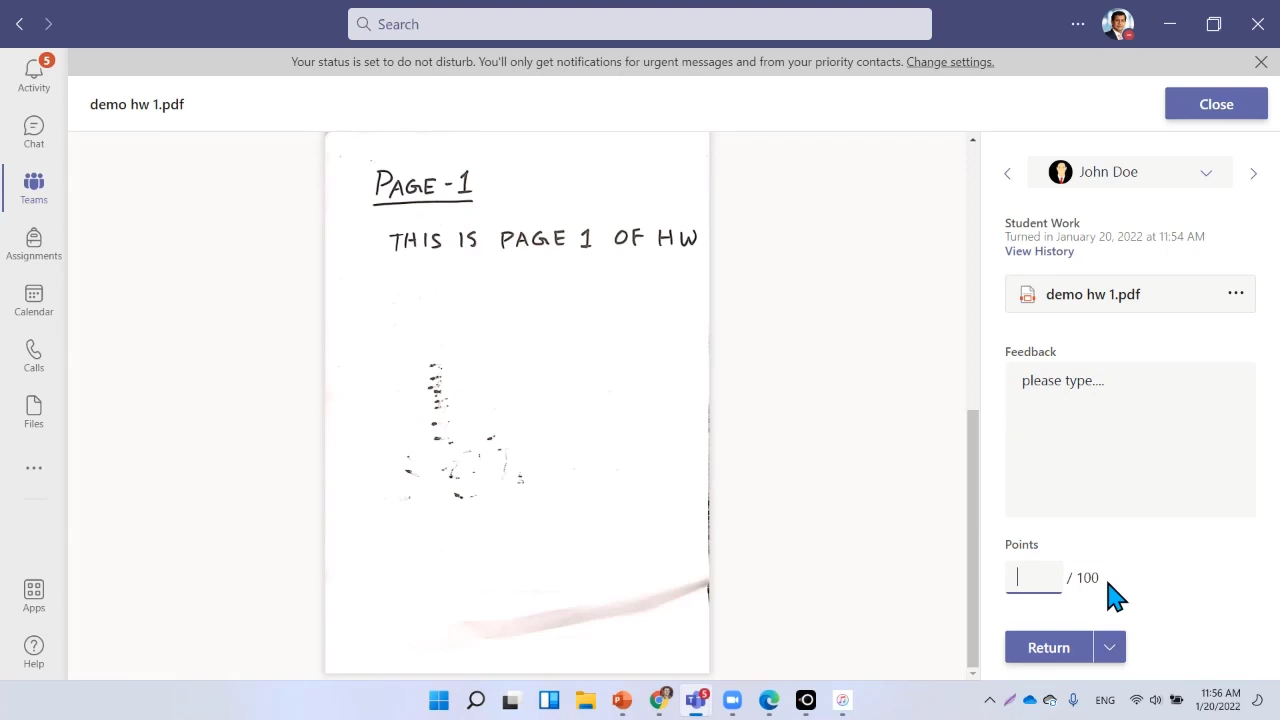 Search
5
Activity
Chat
Teams
Assignments
Calendar
Calls
Files
Apps
Help
Your status is set to do not disturb. You'll only get notifications for urgent messages and from your priority contacts. Change settings.
demo hw 1.pdf
Close
PAGE-1
THIS IS PAGE 1 OF HW
John Doe
Student Work
Turned in January 20, 2022 at 11:54 AM
View History
demo hw 1.pdf
Feedback
please type....
Points
/ 100
Return
5
ENG
11:56 AM
1/20/2022